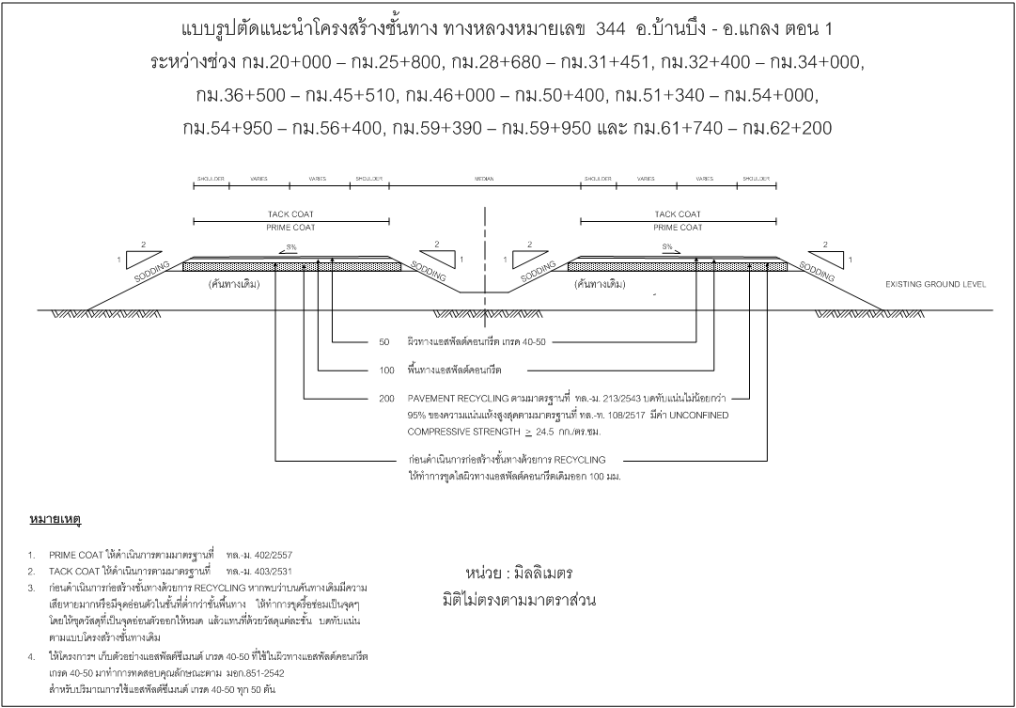 แบบรูปตัดแนะนำโครงสร้างชั้นทาง ทางหลวงหมายเลข 344 อ.บ้านบึง - อ.แกลง ตอน 1
ระหว่างช่วง กม.20+000 – กม.25+800, กม.28+680 – กม.31+451, กม.32+400 – กม.34+000,
กม.36+500 – กม.45+510, กม.46+000 – กม.50+400, กม.51+340 – กม.54+000,
กม.54+950 – กม.56+400, กม.59+390 – กม.59+950 และ กม.61+740 – กม.62+200
SHOULDER VARIES VARIES SHOULDER MEDIAN SHOULDER VARIES VARIES SHOULDER
TACK COAT TACK COAT
PRIME COAT PRIME COAT
2 2 2 2
1 S% 1 1 S% 1
SODDING SODDING SODDING SODDING
(คันทางเดิม) (คันทางเดิม) EXISTING GROUND LEVEL
50 ผิวทางแอสฟัลต์คอนกรีต เกรด 40-50
100 พื้นทางแอสฟัลต์คอนกรีต
200 PAVEMENT RECYCLING ตามมาตรฐานที่ ทล.-ม. 213/2543 บดทับแน่นไม่น้อยกว่า
95% ของความแน่นแห้งสูงสุดตามมาตรฐานที่ ทล.-ท. 108/2517 มีค่า UNCONFINED
COMPRESSIVE STRENGTH ≥ 24.5 กก./ตร.ซม.
ก่อนดำเนินการก่อสร้างชั้นทางด้วยการ RECYCLING
ให้ทำการขูดไสผิวทางแอสฟัลต์คอนกรีตเดิมออก 100 มม.
หมายเหตุ
1. PRIME COAT ให้ดำเนินการตามมาตรฐานที่ ทล.-ม. 402/2557
2. TACK COAT ให้ดำเนินการตามมาตรฐานที่ ทล.-ม. 403/2531
3. ก่อนดำเนินการก่อสร้างชั้นทางด้วยการ RECYCLING หากพบว่าบนคันทางเดิมมีความ
เสียหายมากหรือมีจุดอ่อนตัวในชั้นที่ต่ำกว่าชั้นพื้นทาง ให้ทำการขุดรื้อซ่อมเป็นจุดๆ
โดยให้ขุดวัสดุที่เป็นจุดอ่อนตัวออกให้หมด แล้วแทนที่ด้วยวัสดุแต่ละชั้น บดทับแน่น
ตามแบบโครงสร้างชั้นทางเดิม
4. ให้โครงการฯ เก็บตัวอย่างแอสฟัลต์ซีเมนต์ เกรด 40-50 ที่ใช้ในผิวทางแอสฟัลต์คอนกรีต
เกรด 40-50 มาทำการทดสอบคุณลักษณะตาม มอก.851-2542
สำหรับปริมาณการใช้แอสฟัลต์ซีเมนต์ เกรด 40-50 ทุก 50 ตัน
หน่วย : มิลลิเมตร
มิติไม่ตรงตามมาตราส่วน